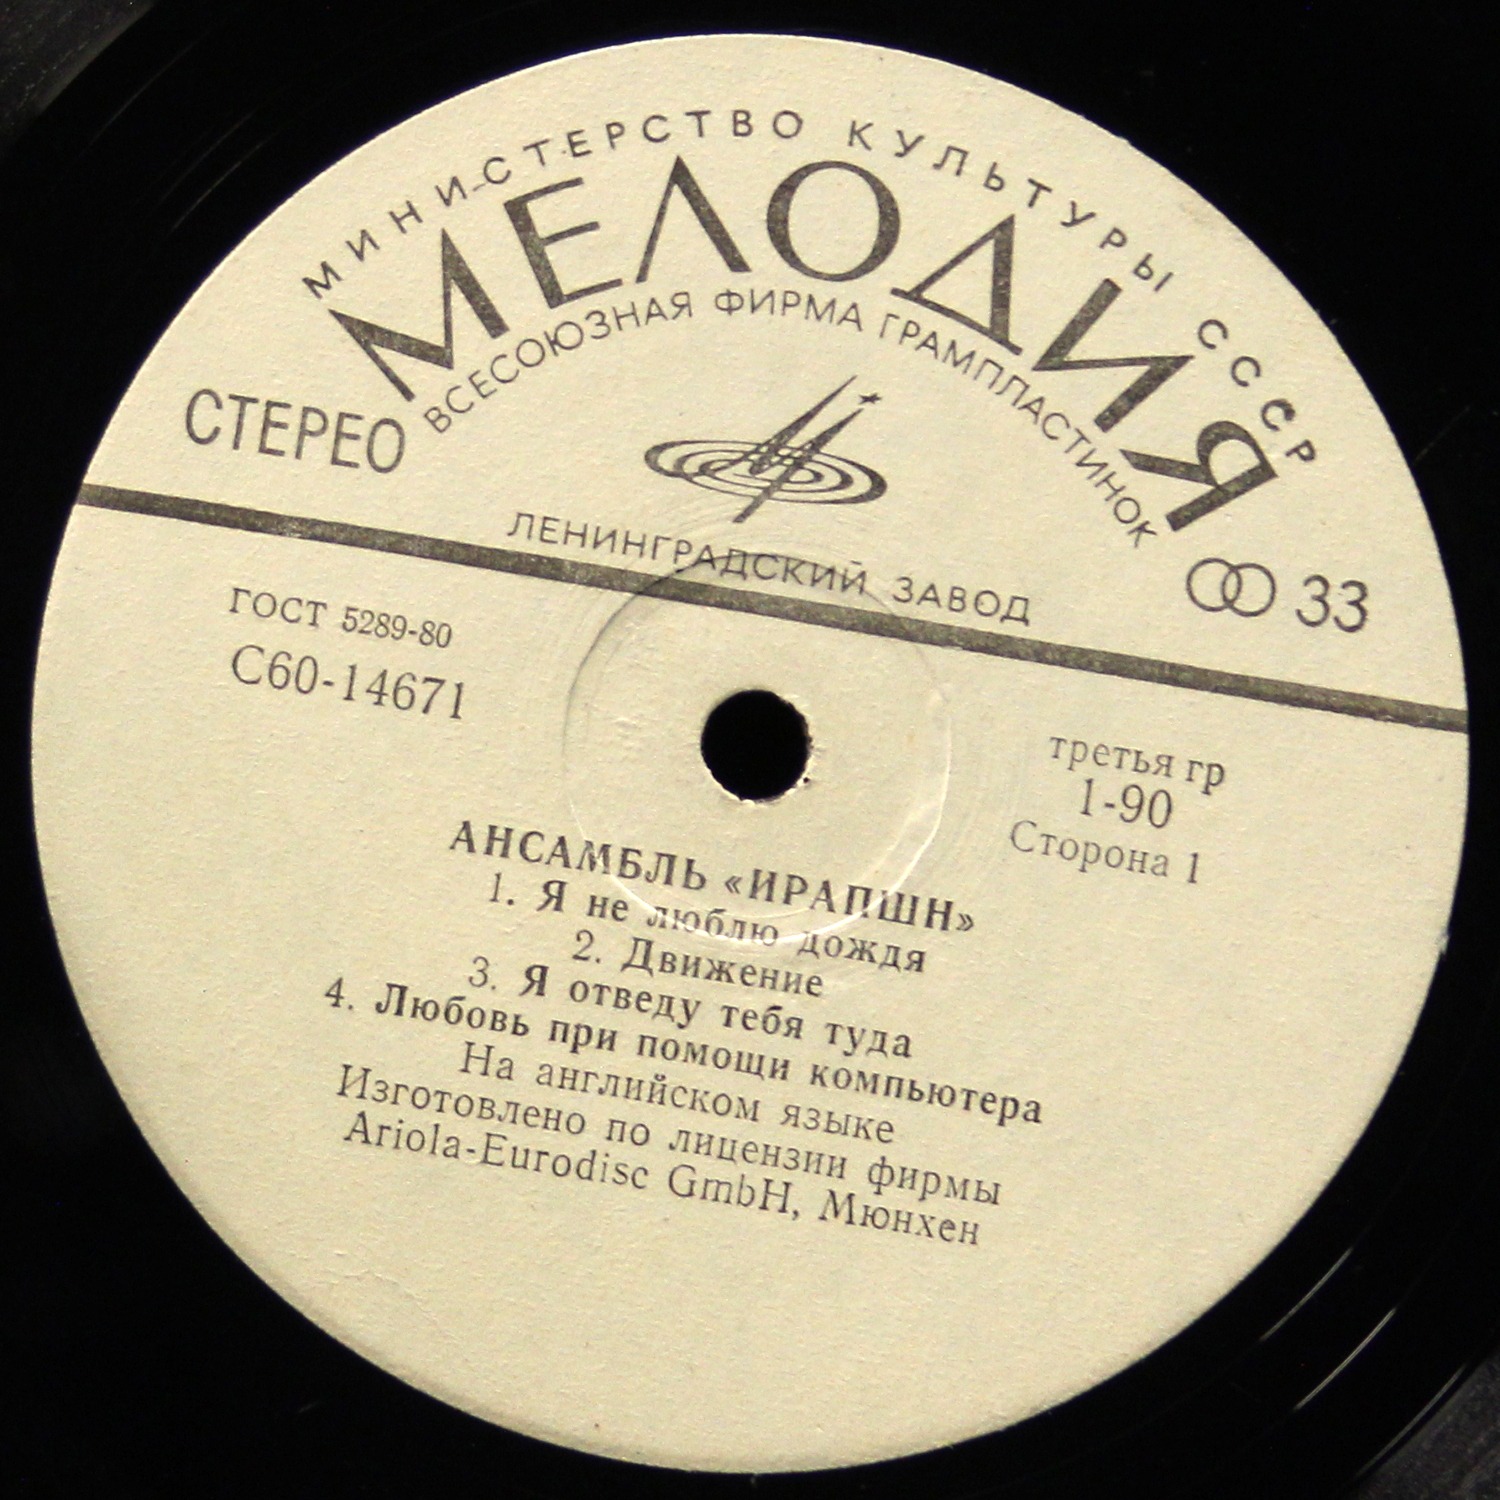 МИНИСТЕРСТВО КУЛЬТУРЫ СССР
МЕЛОДИЯ
ВСЕСОЮЗНАЯ ФИРМА ГРАМПЛАСТИНОК
СТЕРЕО
ЛЕНИНГРАДСКИЙ ЗАВОД
33
ГОСТ 5289-80
С60-14671
третья гр
1-90
Сторона 1
АНСАМБЛЬ «ИРАПШН»
1. Я не люблю дождя
2. Движение
3. Я отведу тебя туда
4. Любовь при помощи компьютера
На английском языке
Изготовлено по лицензии фирмы
Ariola-Eurodisc GmbH, Мюнхен